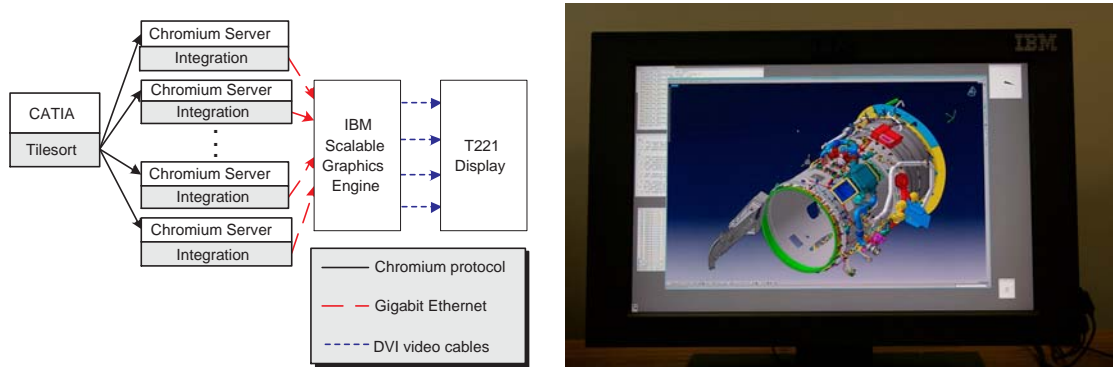 Chromium Server
Integration
Chromium Server
Integration
CATIA
Tilesort
Chromium Server
Integration
Chromium Server
Integration
IBM
Scalable
Graphics
Engine
T221
Display
Chromium protocol
Gigabit Ethernet
DVI video cables
IBM